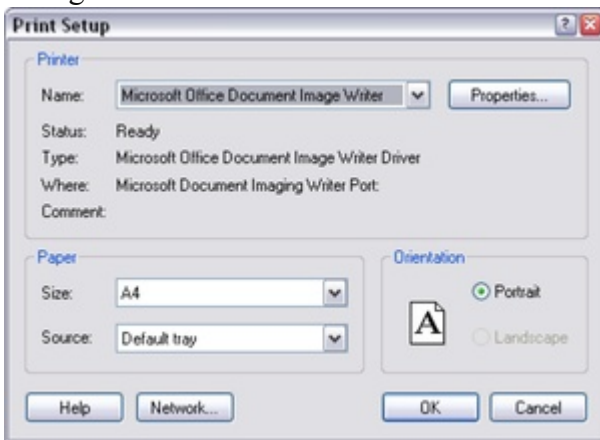 Print Setup
Printer
Name: Microsoft Office Document Image Writer Properties...
Status: Ready
Type: Microsoft Office Document Image Writer Driver
Where: Microsoft Document Imaging Writer Port:
Comment:
Paper Orientation
Size: A4 Portrait
A
Source: Default tray Landscape
Help Network... OK Cancel